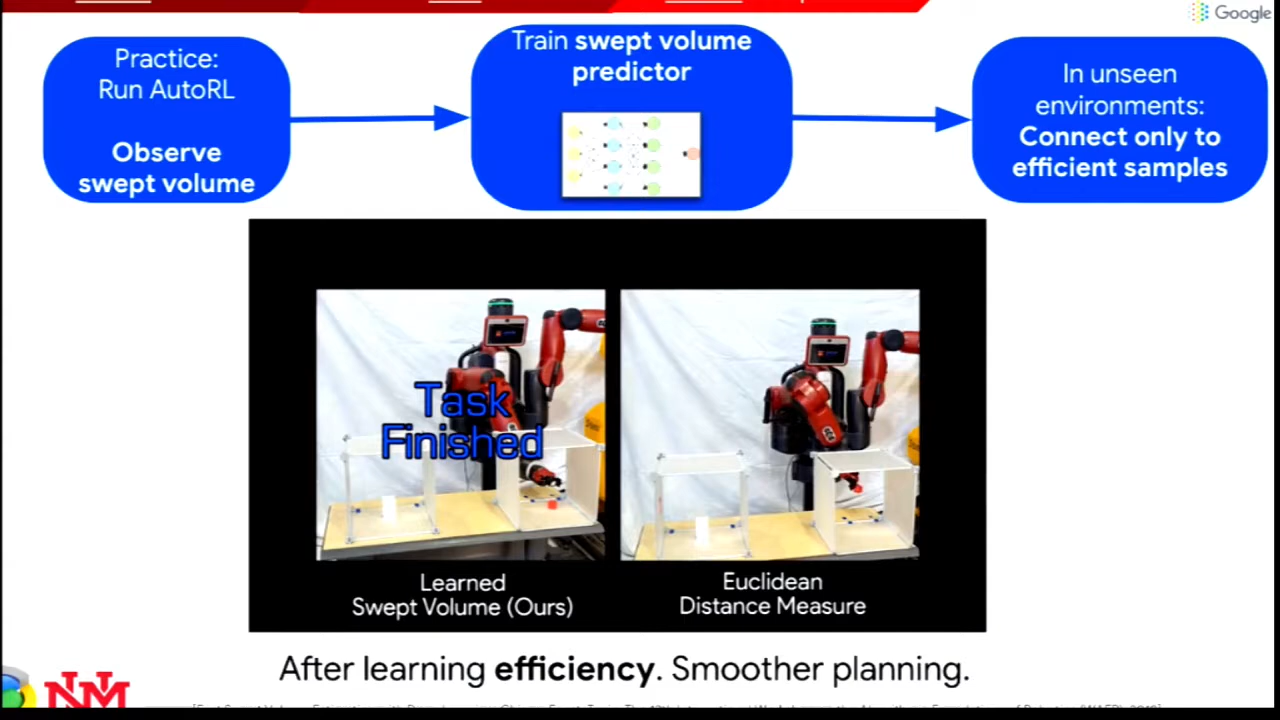 Google
Practice:
Run AutoRL
Observe
swept volume
Train swept volume
predictor
In unseen
environments:
Connect only to
efficient samples
Task
Finished
Learned
Swept Volume (Ours)
Euclidean
Distance Measure
After learning efficiency. Smoother planning.
NM